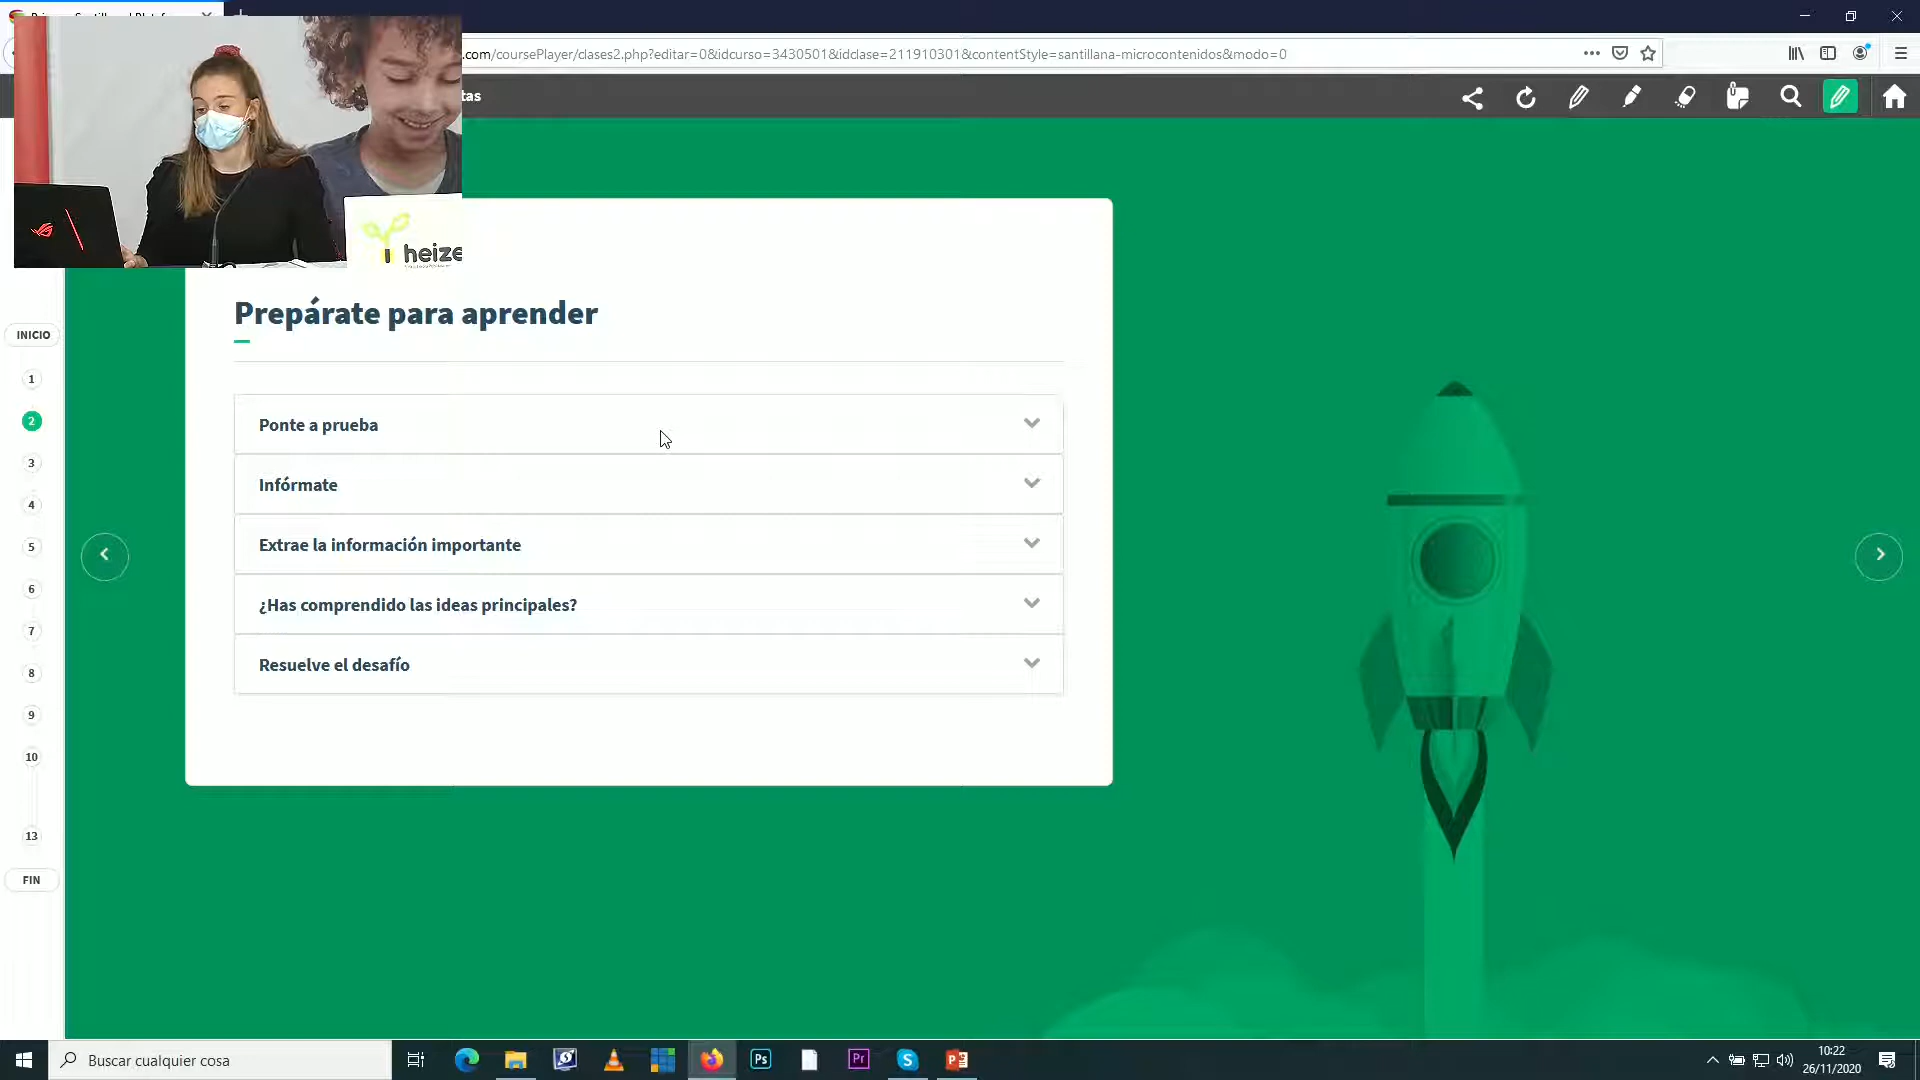 .com/coursePlayer/clases2.php?editar=0&idcurso=3430501&idclase=211910301&contentStyle=santillana-microcontenidos&modo=0
tas
heize
Prepárate para aprender
INICIO
1
2
3
4
5
6
7
8
9
10
13
FIN
Ponte a prueba
Infórmate
Extrae la información importante
¿Has comprendido las ideas principales?
Resuelve el desafío
Buscar cualquier cosa
Ps
Pr
S
10:22
26/11/2020